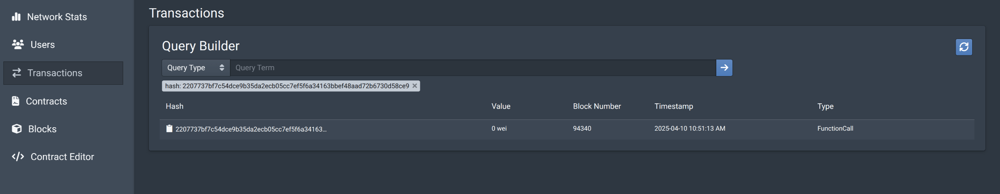 Network Stats
Users
Transactions
Contracts
Blocks
Contract Editor
Transactions
Query Builder
Query Type Query Term
hash: 2207737bf7c54dce9b35da2ecb05cc7ef5f6a34163bbef48aad72b6730d58ce9
Hash Value Block Number Timestamp Type
2207737bf7c54dce9b35da2ecb05cc7ef5f6a34163... 0 wei 94340 2025-04-10 10:51:13 AM FunctionCall